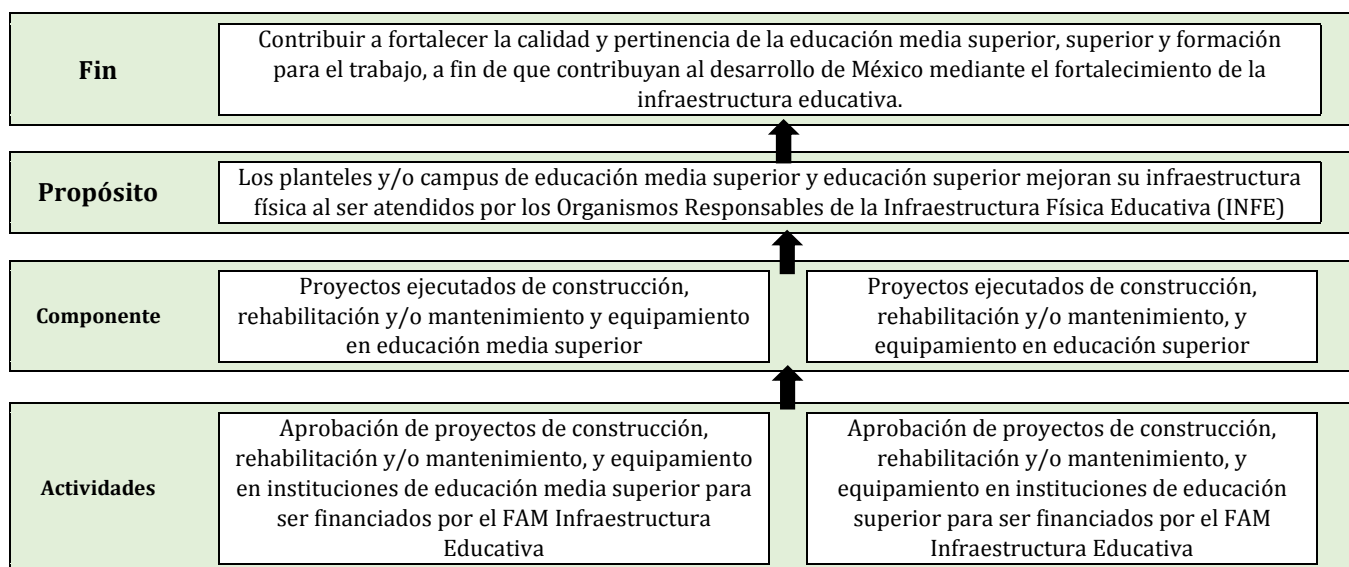 Fin
Contribuir a fortalecer la calidad y pertinencia de la educación media superior, superior y formación
para el trabajo, a fin de que contribuyan al desarrollo de México mediante el fortalecimiento de la
infraestructura educativa.
Propósito
Los planteles y/o campus de educación media superior y educación superior mejoran su infraestructura
física al ser atendidos por los Organismos Responsables de la Infraestructura Física Educativa (INFE)
Componente
Proyectos ejecutados de construcción,
rehabilitación y/o mantenimiento y equipamiento
en educación media superior
Proyectos ejecutados de construcción,
rehabilitación y/o mantenimiento, y
equipamiento en educación superior
Actividades
Aprobación de proyectos de construcción,
rehabilitación y/o mantenimiento, y equipamiento
en instituciones de educación media superior para
ser financiados por el FAM Infraestructura
Educativa
Aprobación de proyectos de construcción,
rehabilitación y/o mantenimiento, y
equipamiento en instituciones de educación
superior para ser financiados por el FAM
Infraestructura Educativa